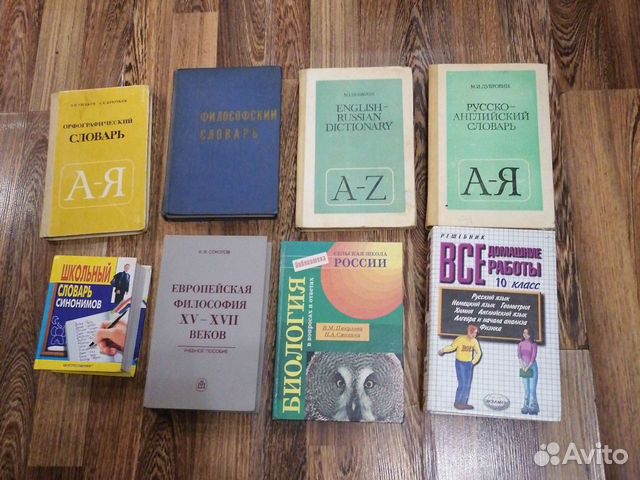 ОРФОГРАФИЧЕСКИЙ
СЛОВАРЬ
А-Я
ФИЛОСОФСКИЙ
СЛОВАРЬ
ENGLISH-
RUSSIAN
DICTIONARY
A-Z
М.И.ДУБРОВИН
РУССКО-
АНГЛИЙСКИЙ
СЛОВАРЬ
А-Я
ШКОЛЬНЫЙ
СЛОВАРЬ
СИНОНИМОВ
В.В. СОКОЛОВ
ЕВРОПЕЙСКАЯ
ФИЛОСОФИЯ
XV – XVII
ВЕКОВ
УЧЕБНОЕ ПОСОБИЕ
Библиотека
СЕЛЬСКАЯ ШКОЛА
РОССИИ
БИОЛОГИЯ
в вопросах и ответах
РЕШЕБНИК
ВСЕ ДОМАШНИЕ
РАБОТЫ
10 класс
Русский язык
Немецкий язык Геометрия
Химия Английский язык
Алгебра и начала анализа
Физика
Avito